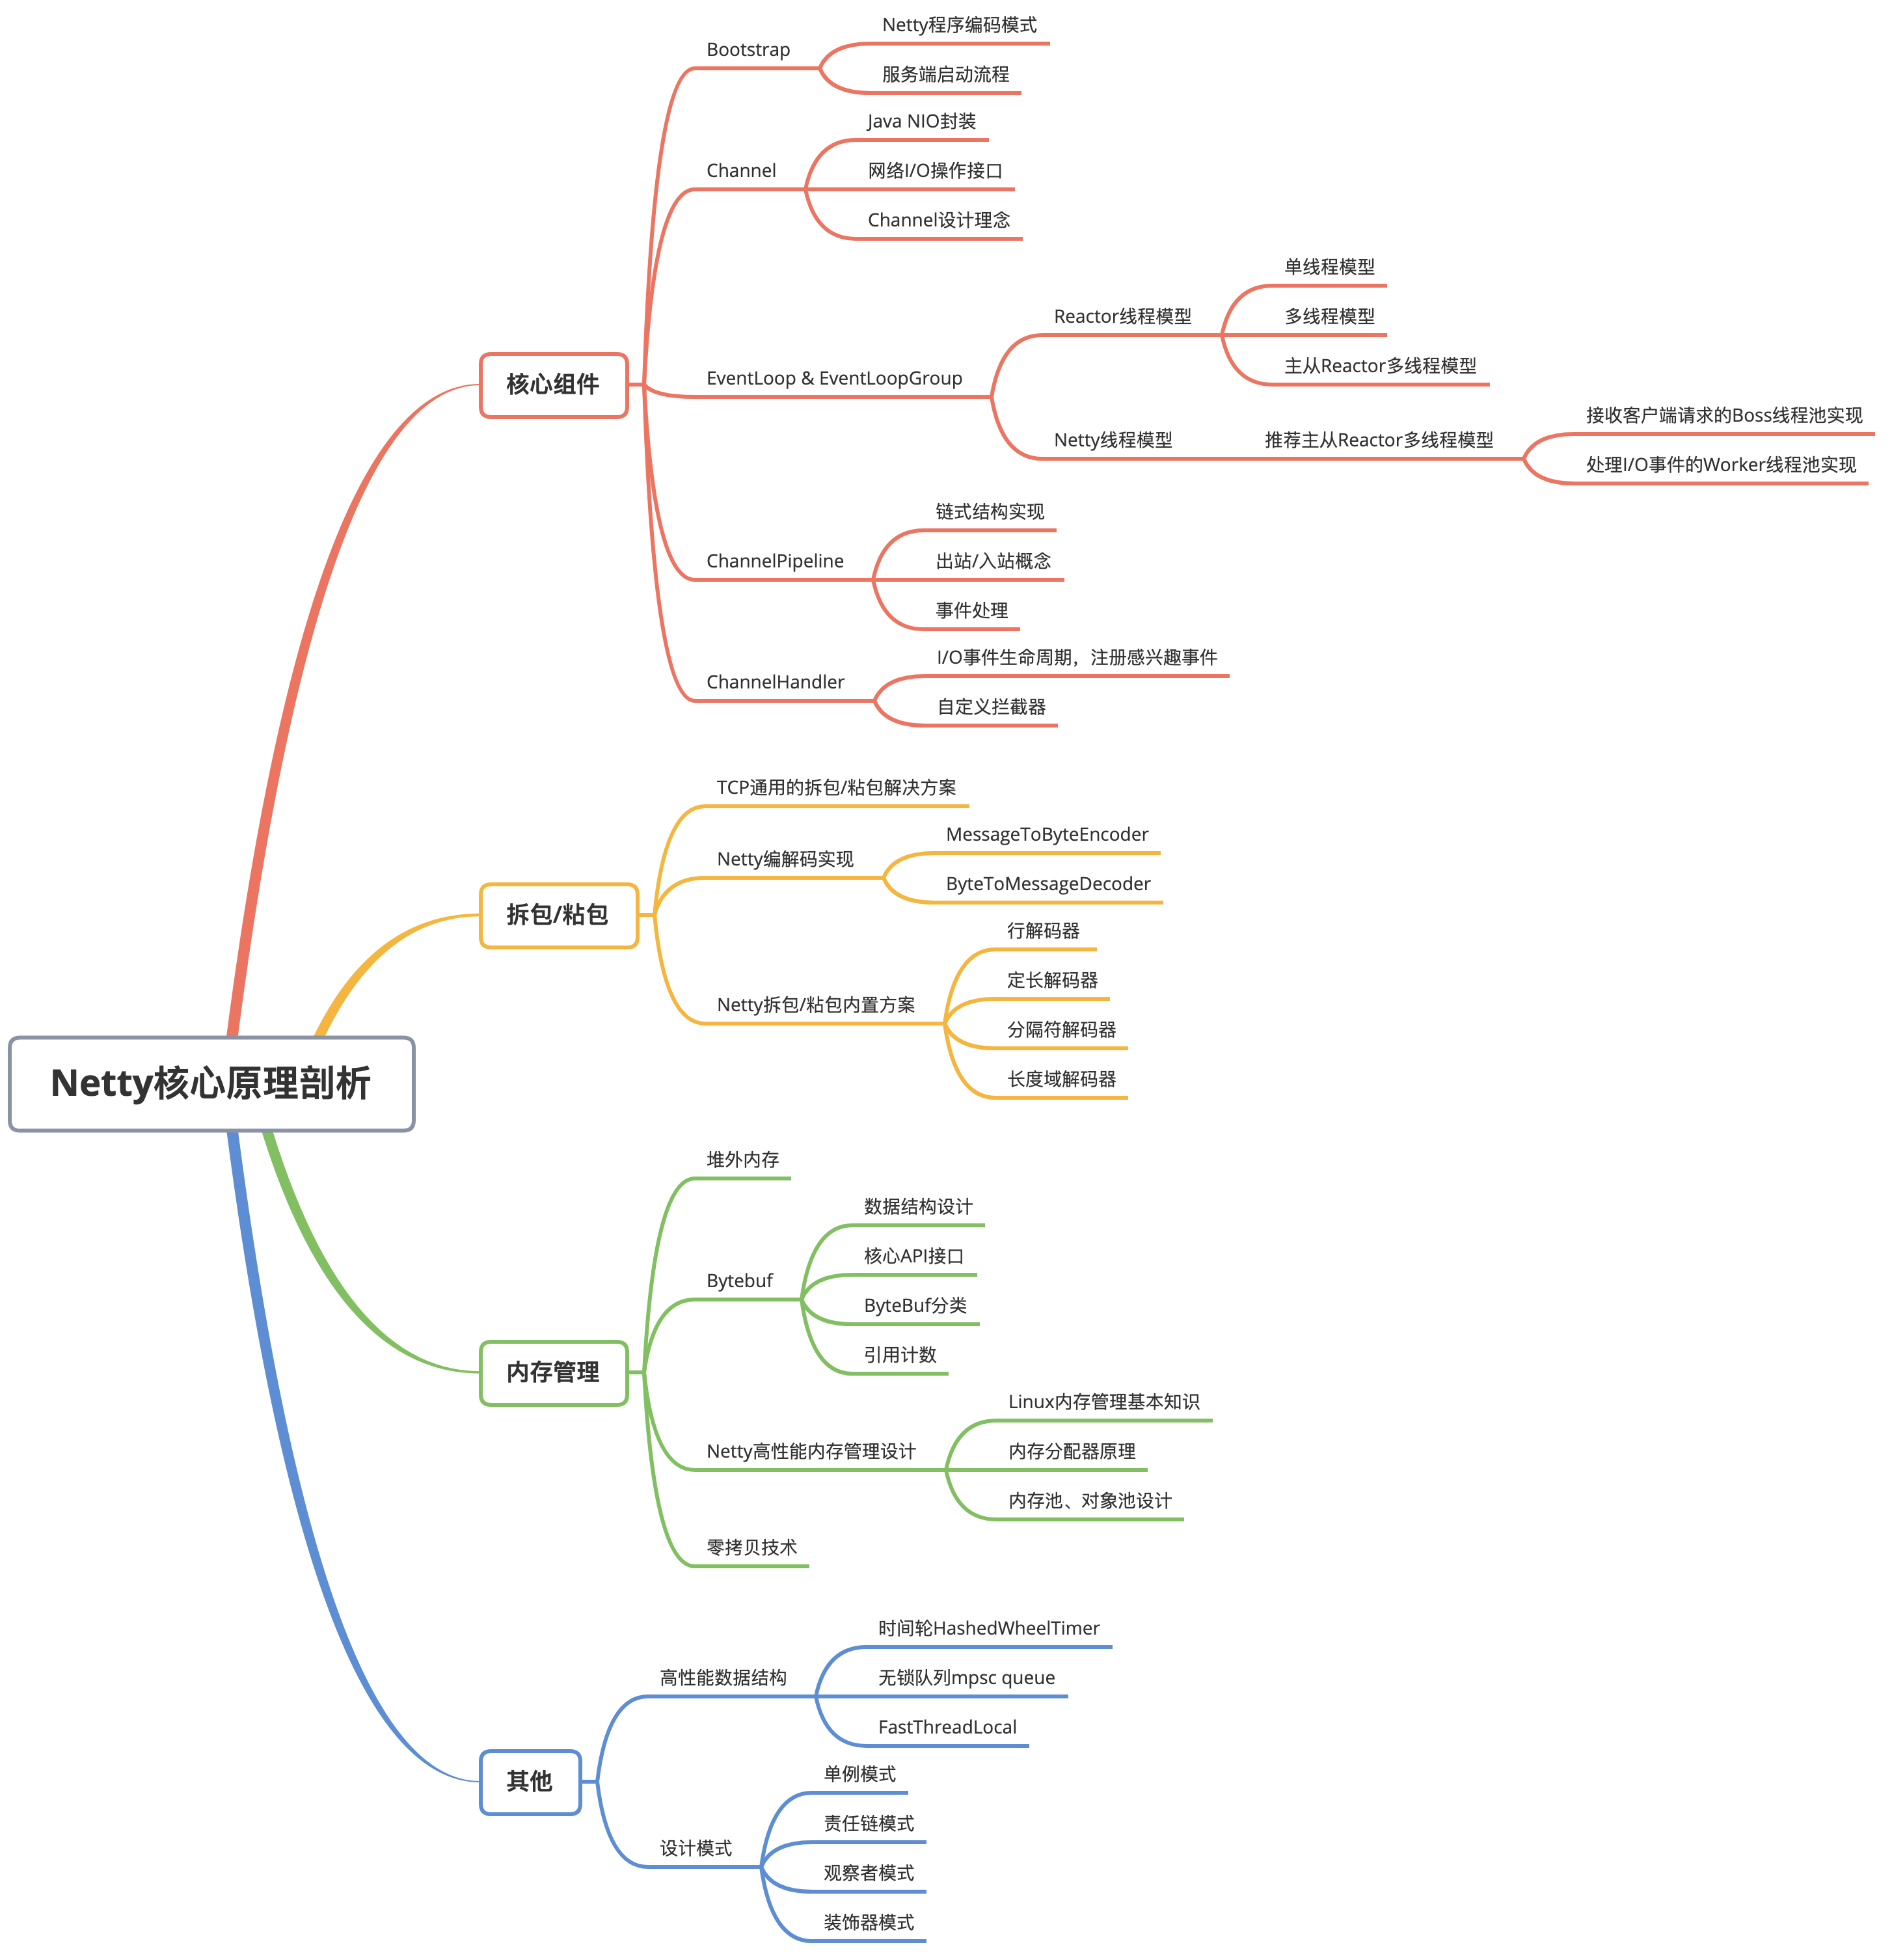 Netty核心原理剖析
核心组件
Bootstrap
Netty程序编码模式
服务端启动流程
Channel
Java NIO封装
网络I/O操作接口
Channel设计理念
EventLoop & EventLoopGroup
Reactor线程模型
单线程模型
多线程模型
主从Reactor多线程模型
Netty线程模型
推荐主从Reactor多线程模型
接收客户端请求的Boss线程池实现
处理I/O事件的Worker线程池实现
ChannelPipeline
链式结构实现
出站/入站概念
事件处理
ChannelHandler
I/O事件生命周期，注册感兴趣事件
自定义拦截器
拆包/粘包
TCP通用的拆包/粘包解决方案
Netty编解码实现
MessageToByteEncoder
ByteToMessageDecoder
Netty拆包/粘包内置方案
行解码器
定长解码器
分隔符解码器
长度域解码器
内存管理
堆外内存
Bytebuf
数据结构设计
核心API接口
ByteBuf分类
引用计数
Netty高性能内存管理设计
Linux内存管理基本知识
内存分配器原理
内存池、对象池设计
零拷贝技术
其他
高性能数据结构
时间轮HashedWheelTimer
无锁队列mpsc queue
FastThreadLocal
设计模式
单例模式
责任链模式
观察者模式
装饰器模式